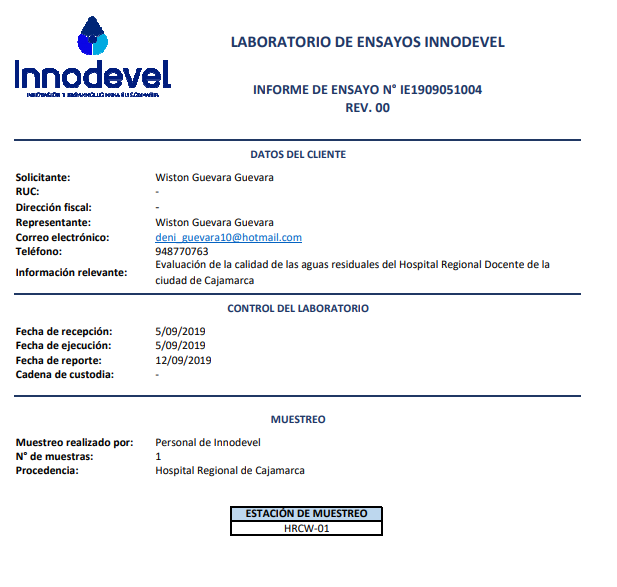 LABORATORIO DE ENSAYOS INNODEVEL
Innodevel
INFORME DE ENSAYO N° IE1909051004
REV. 00
DATOS DEL CLIENTE
Solicitante: Wiston Guevara Guevara
RUC: -
Dirección fiscal: -
Representante: Wiston Guevara Guevara
Correo electrónico: deni_guevara10@hotmail.com
Teléfono: 948770763
Información relevante: Evaluación de la calidad de las aguas residuales del Hospital Regional Docente de la
ciudad de Cajamarca
CONTROL DEL LABORATORIO
Fecha de recepción: 5/09/2019
Fecha de ejecución: 5/09/2019
Fecha de reporte: 12/09/2019
Cadena de custodia: -
MUESTREO
Muestreo realizado por: Personal de Innodevel
N° de muestras: 1
Procedencia: Hospital Regional de Cajamarca
ESTACIÓN DE MUESTREO
HRCW-01